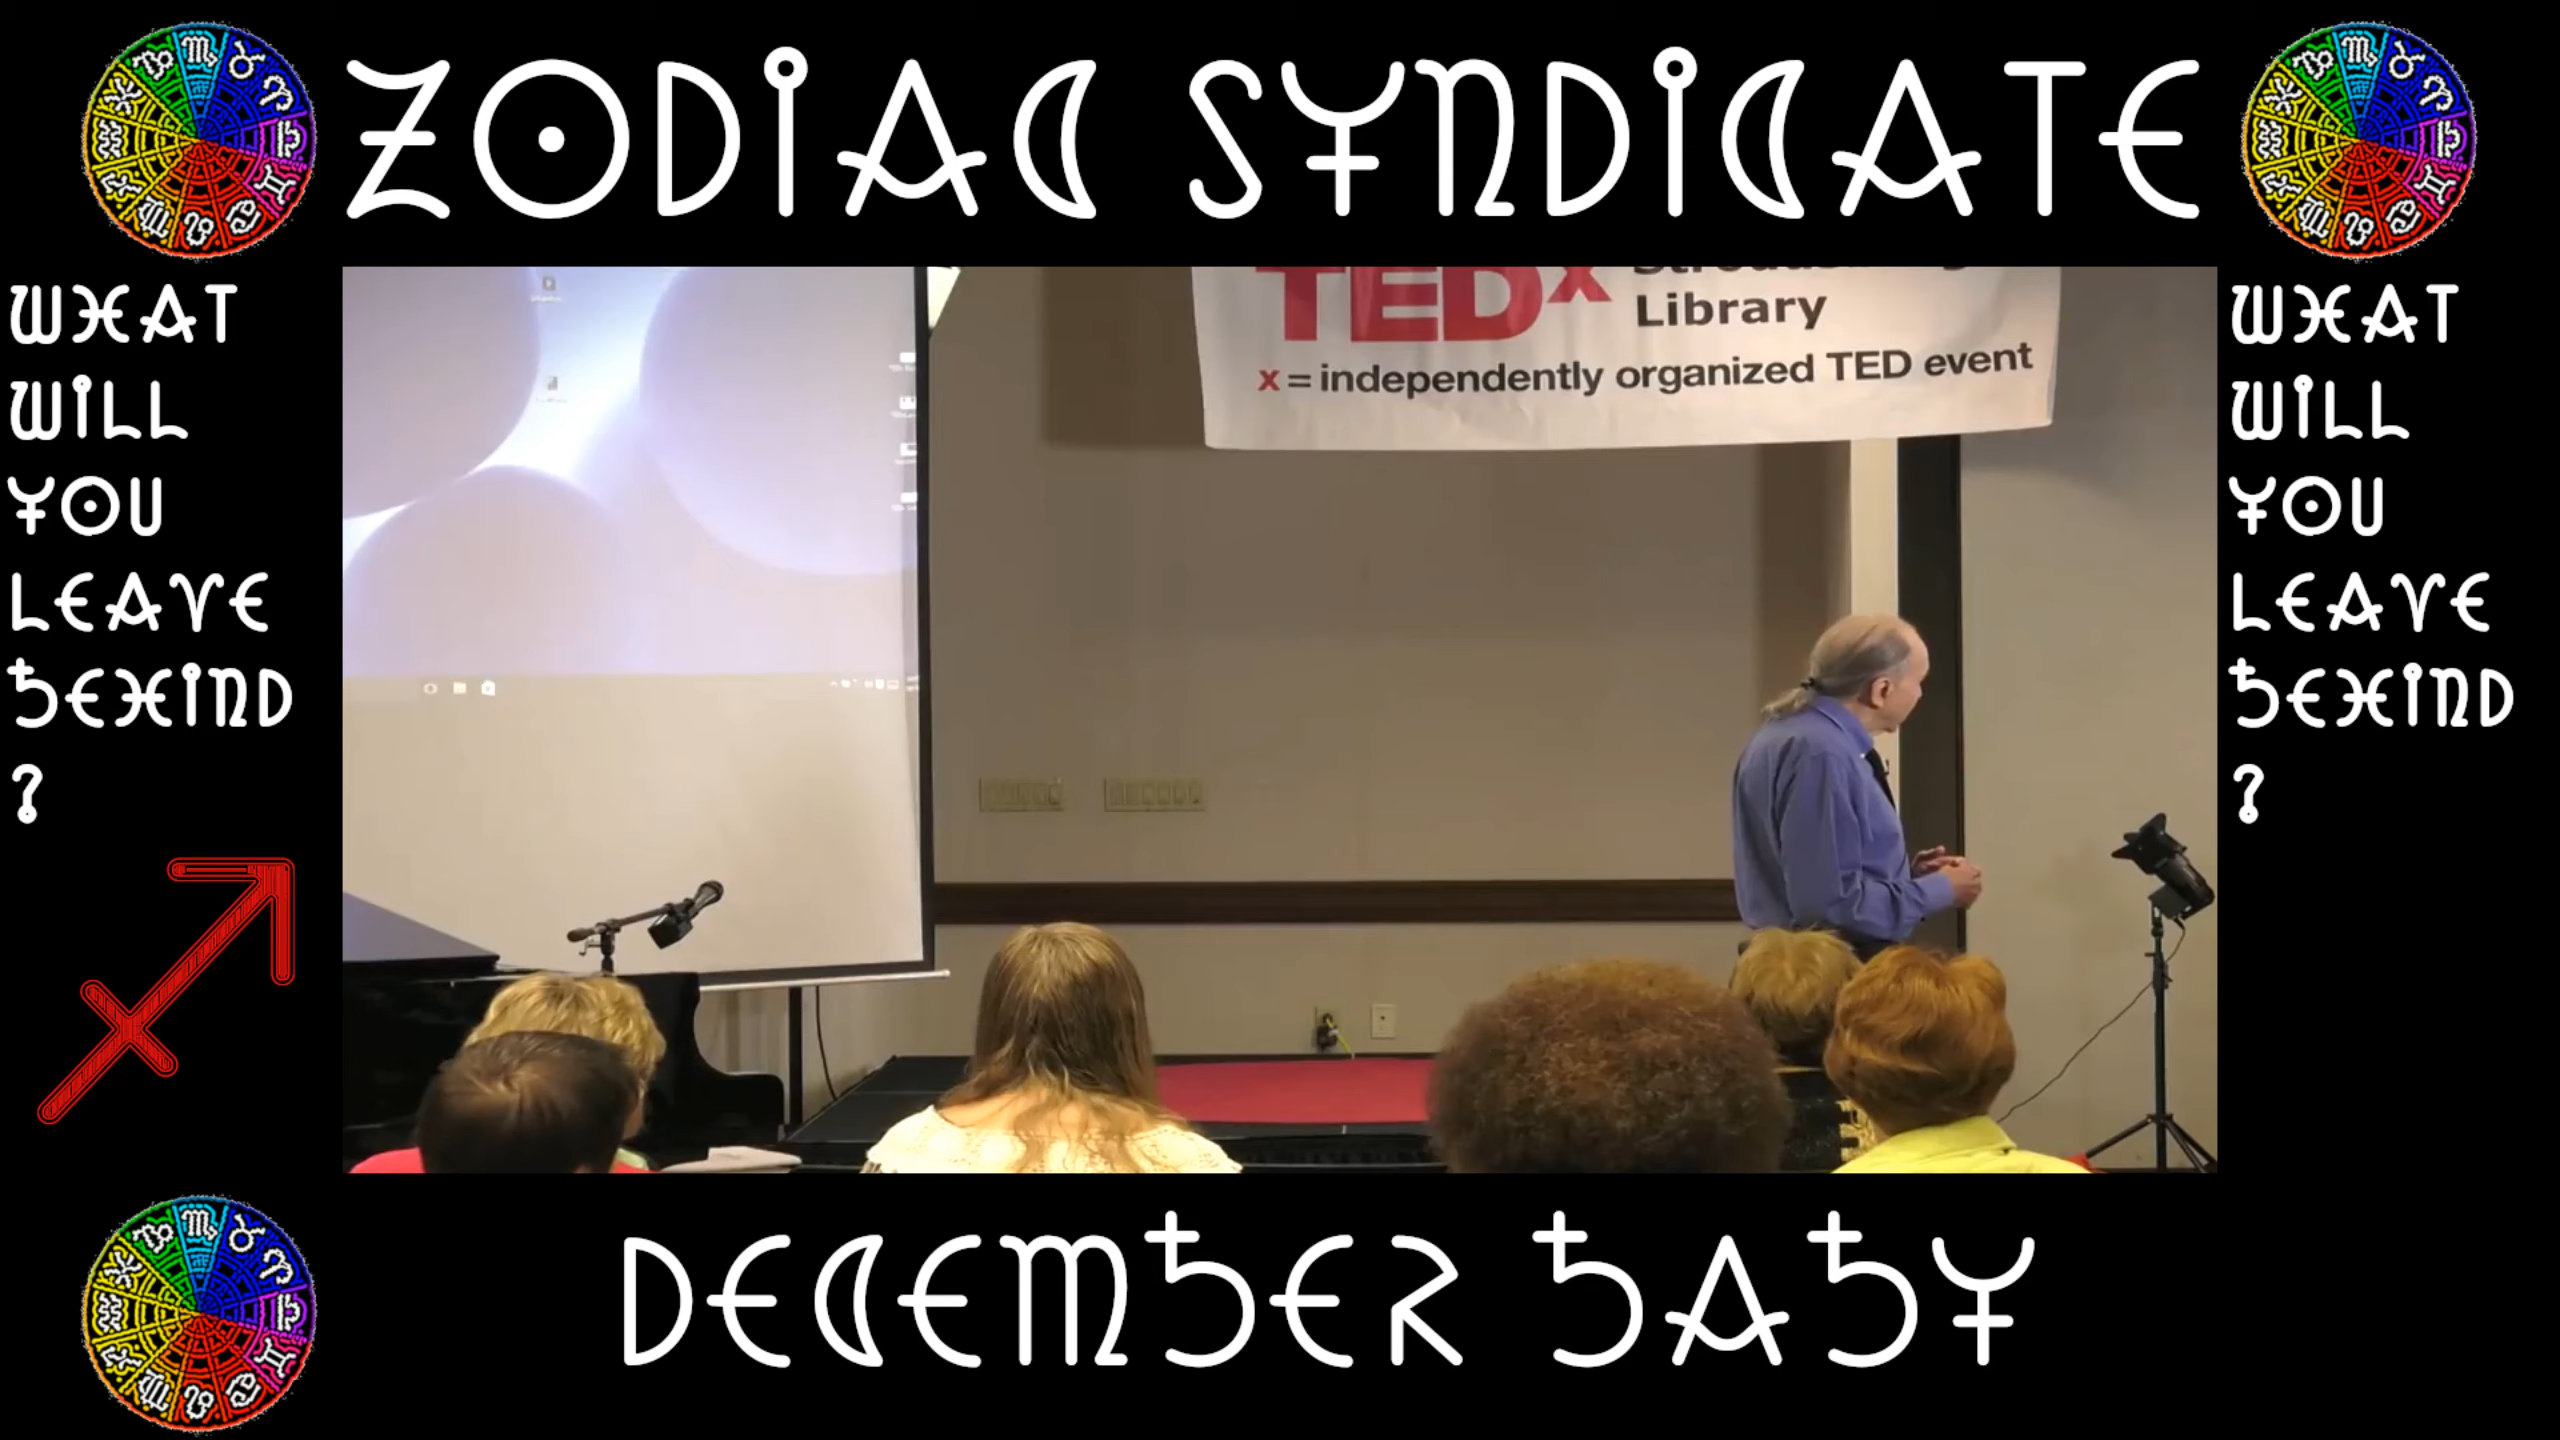 ZODIAC SYNDICATE
WHAT
WILL
YOU
LEAVE
BEHIND
?
TEDx
Library
x = independently organized TED event
WHAT
WILL
YOU
LEAVE
BEHIND
?
DECEMBER BABY